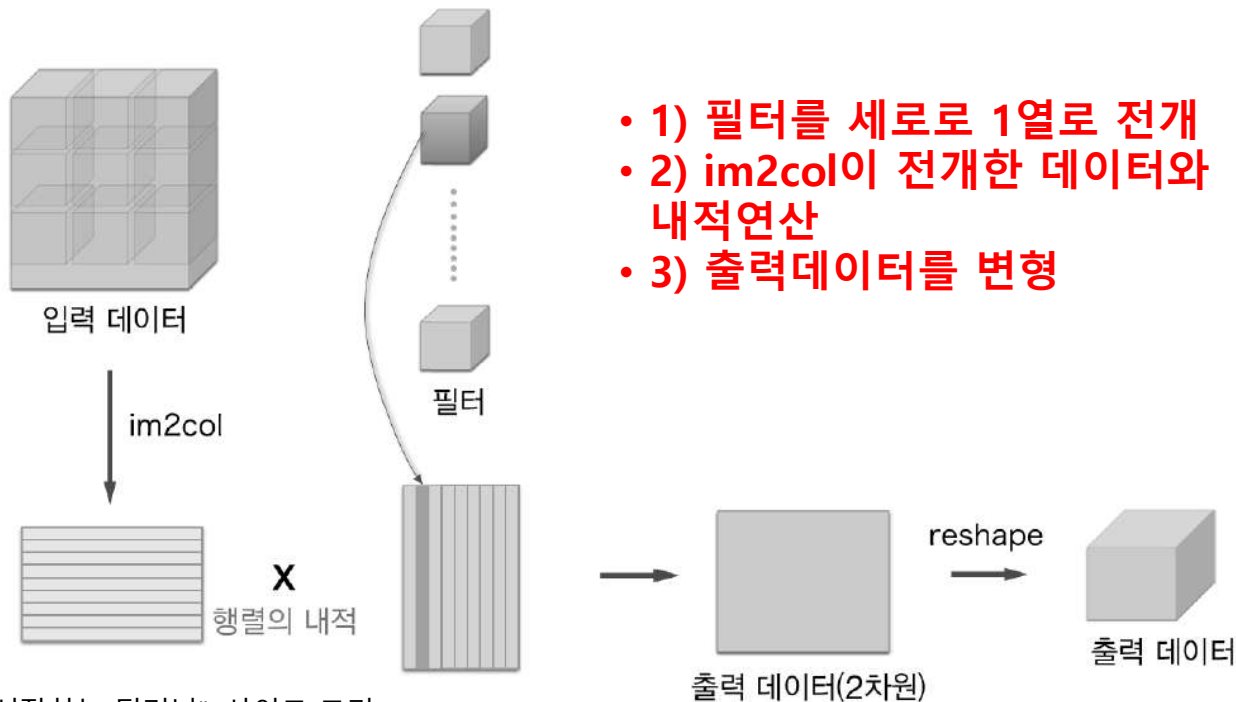 • 1) 필터를 세로로 1열로 전개
• 2) im2col이 전개한 데이터와
내적연산
• 3) 출력데이터를 변형
입력 데이터
필터
im2col
X
행렬의 내적
reshape
출력 데이터(2차원)
출력 데이터